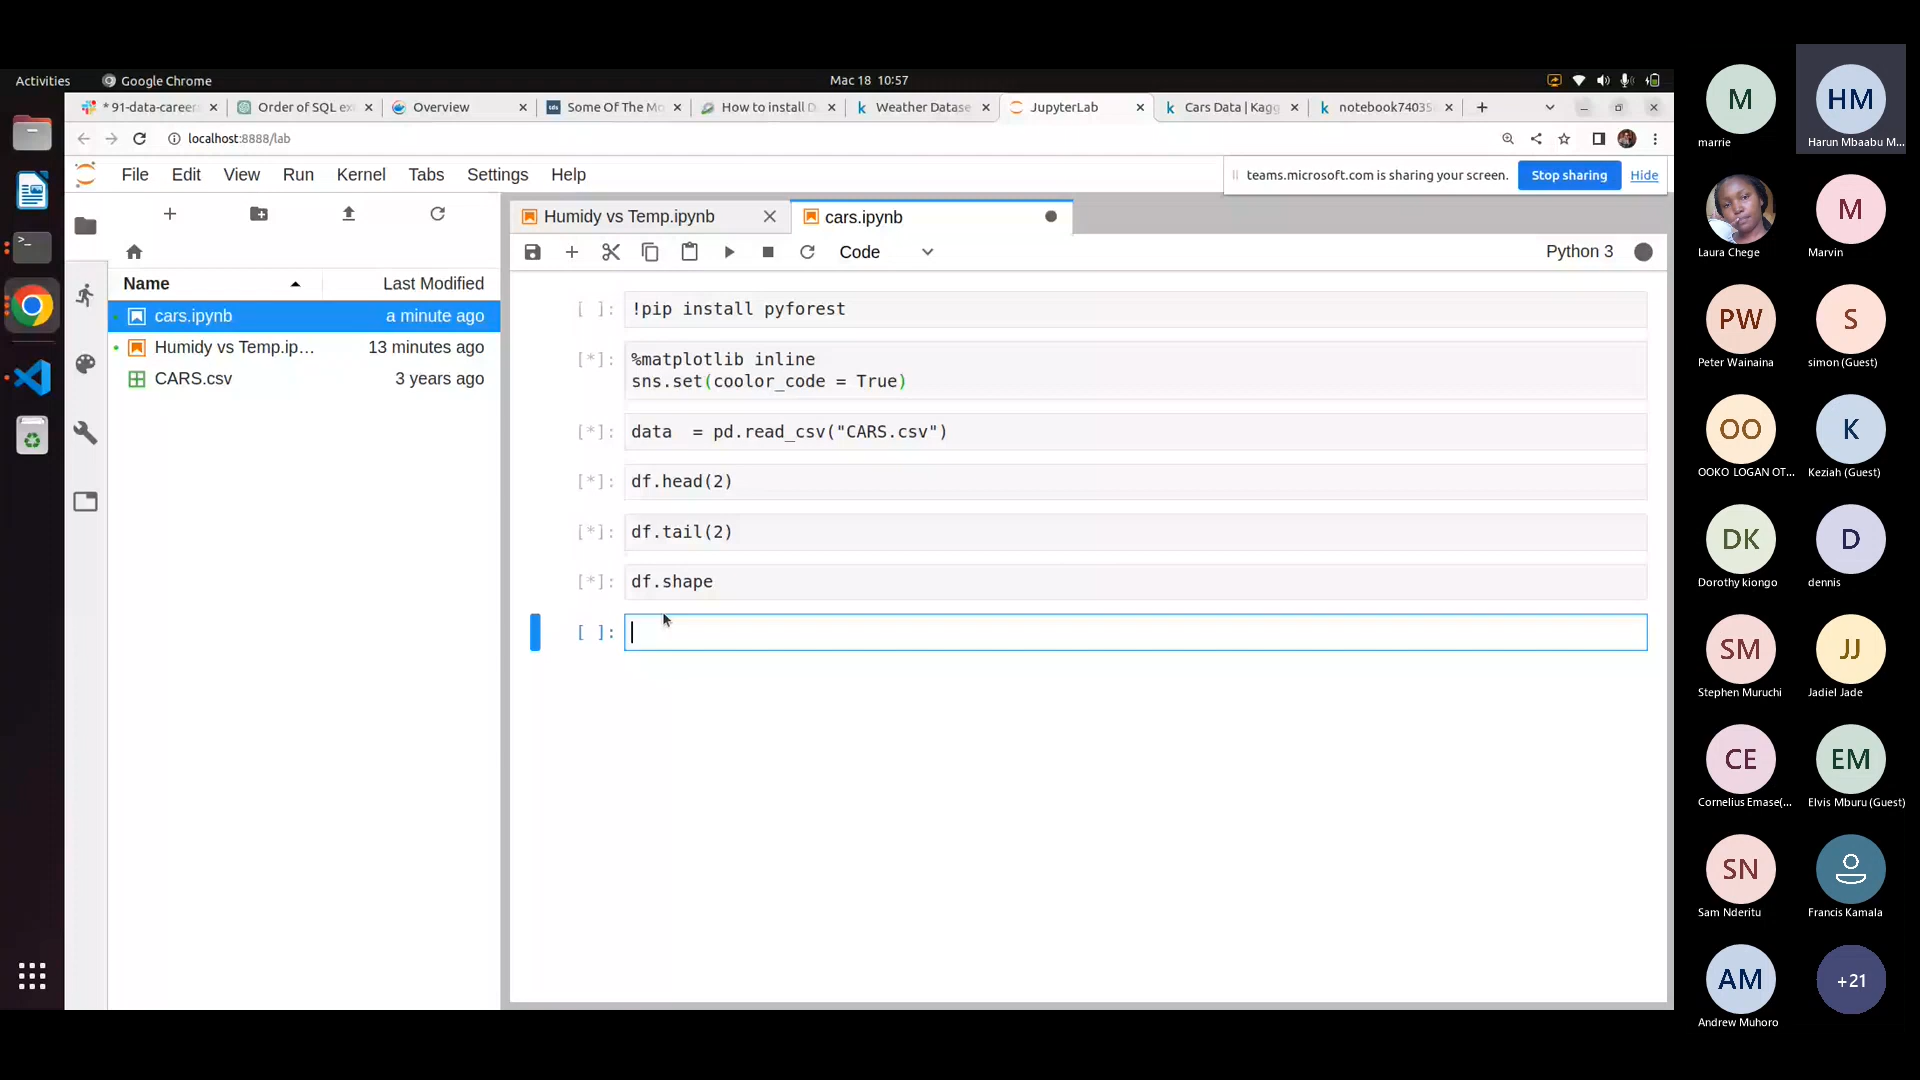 Activities
Google Chrome
Mac 18 10:57
* 91-data-career
Order of SQL ex
Overview
sds
Some Of The Mo
How to install D
k Weather Datase
JupyterLab
k Cars Data | Kagg
k notebook74035
localhost:8888/lab
File Edit View Run Kernel Tabs Settings Help
teams.microsoft.com is sharing your screen. Stop sharing Hide
Humidy vs Temp.ipynb
cars.ipynb
Code
Python 3
Name Last Modified
cars.ipynb a minute ago
Humidy vs Temp.ip... 13 minutes ago
CARS.csv 3 years ago
[ ]: !pip install pyforest
[*]: %matplotlib inline
sns.set(coolor_code = True)
[*]: data  = pd.read_csv("CARS.csv")
[*]: df.head(2)
[*]: df.tail(2)
[*]: df.shape
[ ]:
M HM
marrie Harun Mbaabu M...
M
Laura Chege Marvin
PW S
Peter Wainaina simon (Guest)
OO K
OOKO LOGAN OT... Keziah (Guest)
DK D
Dorothy kiongo dennis
SM JJ
Stephen Muruchi Jadiel Jade
CE EM
Cornelius Emase(... Elvis Mburu (Guest)
SN
Sam Nderitu Francis Kamala
AM +21
Andrew Muhoro